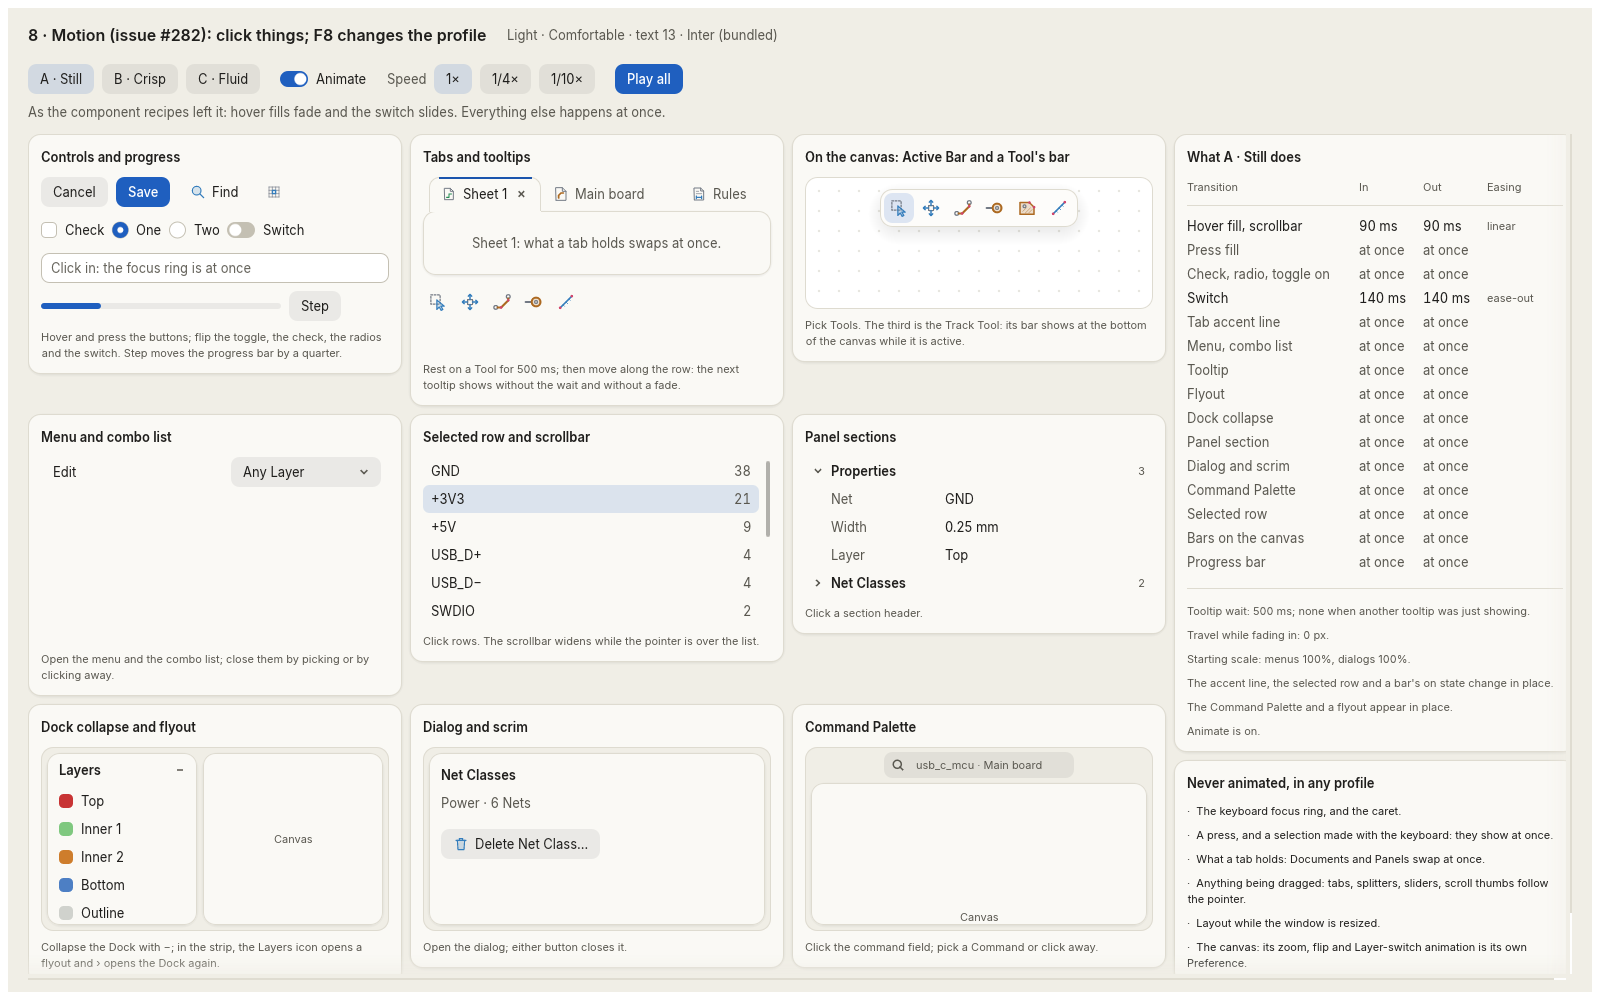 8 · Motion (issue #282): click things; F8 changes the profile
Light · Comfortable · text 13 · Inter (bundled)
A · Still
B · Crisp
C · Fluid
Animate
Speed
1×
1/4×
1/10×
Play all
As the component recipes left it: hover fills fade and the switch slides. Everything else happens at once.
Controls and progress
Cancel
Save
Find
Check
One
Two
Switch
Click in: the focus ring is at once
Step
Hover and press the buttons; flip the toggle, the check, the radios
and the switch. Step moves the progress bar by a quarter.
Tabs and tooltips
Sheet 1 ×
Main board
Rules
Sheet 1: what a tab holds swaps at once.
Rest on a Tool for 500 ms; then move along the row: the next
tooltip shows without the wait and without a fade.
On the canvas: Active Bar and a Tool's bar
Pick Tools. The third is the Track Tool: its bar shows at the bottom
of the canvas while it is active.
What A · Still does
Transition In Out Easing
Hover fill, scrollbar 90 ms 90 ms linear
Press fill at once at once
Check, radio, toggle on at once at once
Switch 140 ms 140 ms ease-out
Tab accent line at once at once
Menu, combo list at once at once
Tooltip at once at once
Flyout at once at once
Dock collapse at once at once
Panel section at once at once
Dialog and scrim at once at once
Command Palette at once at once
Selected row at once at once
Bars on the canvas at once at once
Progress bar at once at once
Tooltip wait: 500 ms; none when another tooltip was just showing.
Travel while fading in: 0 px.
Starting scale: menus 100%, dialogs 100%.
The accent line, the selected row and a bar's on state change in place.
The Command Palette and a flyout appear in place.
Animate is on.
Menu and combo list
Edit
Any Layer
Open the menu and the combo list; close them by picking or by
clicking away.
Selected row and scrollbar
GND 38
+3V3 21
+5V 9
USB_D+ 4
USB_D− 4
SWDIO 2
Click rows. The scrollbar widens while the pointer is over the list.
Panel sections
Properties 3
Net GND
Width 0.25 mm
Layer Top
Net Classes 2
Click a section header.
Dock collapse and flyout
Layers −
Top
Inner 1
Inner 2
Bottom
Outline
Canvas
Collapse the Dock with −; in the strip, the Layers icon opens a
flyout and › opens the Dock again.
Dialog and scrim
Net Classes
Power · 6 Nets
Delete Net Class...
Open the dialog; either button closes it.
Command Palette
usb_c_mcu · Main board
Canvas
Click the command field; pick a Command or click away.
Never animated, in any profile
· The keyboard focus ring, and the caret.
· A press, and a selection made with the keyboard: they show at once.
· What a tab holds: Documents and Panels swap at once.
· Anything being dragged: tabs, splitters, sliders, scroll thumbs follow
the pointer.
· Layout while the window is resized.
· The canvas: its zoom, flip and Layer-switch animation is its own
Preference.